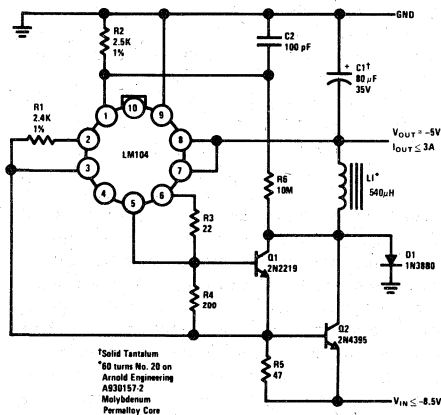 GND
R2
2.5K
1%
C2
100 pF
C1†
+
80 µF
35V
R1
2.4K
1%
1
10
9
2
8
LM104
3
7
4
5
6
VOUT = -5V
IOUT ≤ 3A
R6
10M
L1*
540µH
R3
22
Q1
2N2219
D1
1N3880
R4
200
Q2
2N4395
R5
47
†Solid Tantalum
*60 turns No. 20 on
Arnold Engineering
A930157-2
Molybdenum
Permalloy Core
VIN ≤ -8.5V